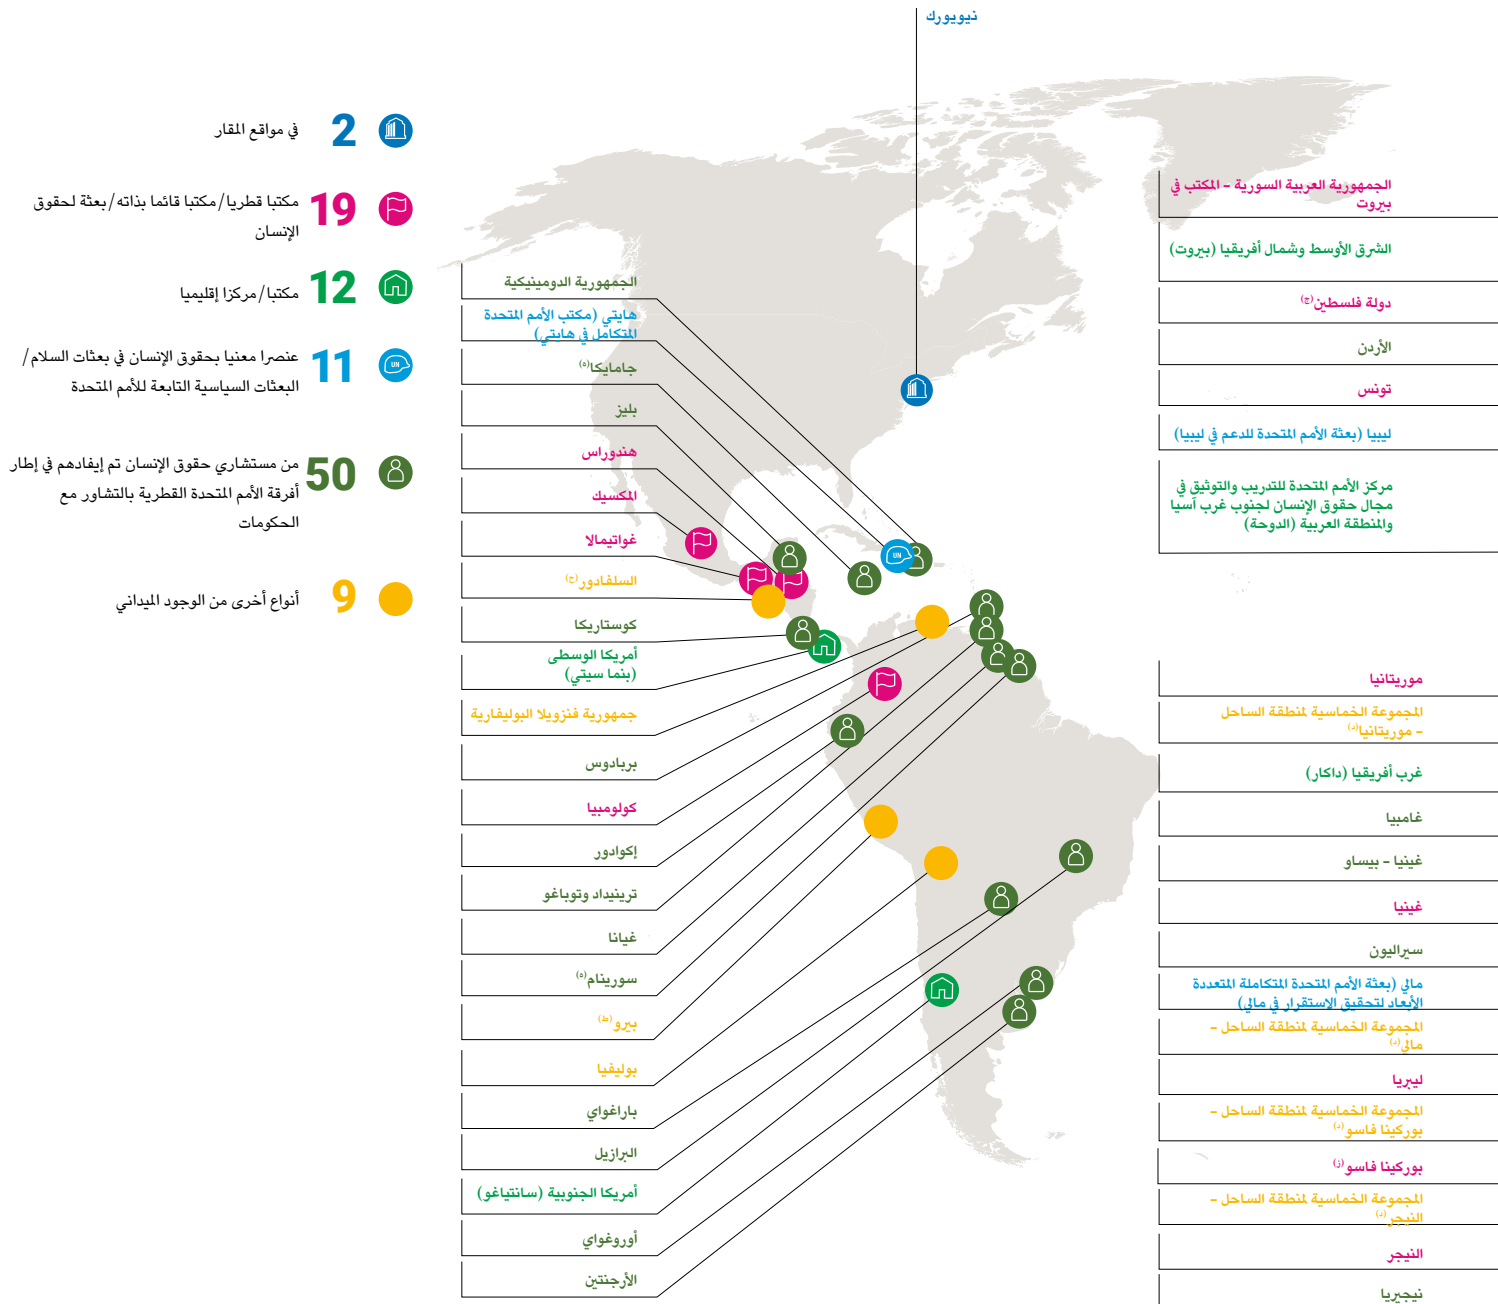 نيويورك
2
في مواقع المقار
19
مكتبا قطريا/مكتبا قائما بذاته/بعثة لحقوق
الإنسان
12
مكتبا/مركزا إقليميا
11
عنصرا معنيا بحقوق الإنسان في بعثات السلام/
البعثات السياسية التابعة للأمم المتحدة
50
من مستشاري حقوق الإنسان تم إيفادهم في إطار
أفرقة الأمم المتحدة القطرية بالتشاور مع
الحكومات
9
أنواع أخرى من الوجود الميداني
الجمهورية الدومينيكية
هايتي (مكتب الأمم المتحدة
المتكامل في هايتي)
جامايكا(ه)
بليز
هندوراس
المكسيك
غواتيمالا
السلفادور(ح)
كوستاريكا
أمريكا الوسطى
(بنما سيتي)
جمهورية فنزويلا البوليفارية
بربادوس
كولومبيا
إكوادور
ترينيداد وتوباغو
غيانا
سورينام(ه)
بيرو(ط)
بوليفيا
باراغواي
البرازيل
أمريكا الجنوبية (سانتياغو)
أوروغواي
الأرجنتين
UN
UN
الجمهورية العربية السورية – المكتب في
بيروت
الشرق الأوسط وشمال أفريقيا (بيروت)
دولة فلسطين(ج)
الأردن
تونس
ليبيا (بعثة الأمم المتحدة للدعم في ليبيا)
مركز الأمم المتحدة للتدريب والتوثيق في
مجال حقوق الإنسان لجنوب غرب آسيا
والمنطقة العربية (الدوحة)
موريتانيا
المجموعة الخماسية لمنطقة الساحل
– موريتانيا(د)
غرب أفريقيا (داكار)
غامبيا
غينيا – بيساو
غينيا
سيراليون
مالي (بعثة الأمم المتحدة المتكاملة المتعددة
الأبعاد لتحقيق الاستقرار في مالي)
المجموعة الخماسية لمنطقة الساحل –
مالي(د)
ليبريا
المجموعة الخماسية لمنطقة الساحل –
بوركينا فاسو(د)
بوركينا فاسو(ز)
المجموعة الخماسية لمنطقة الساحل –
النيجر(د)
النيجر
نيجيريا